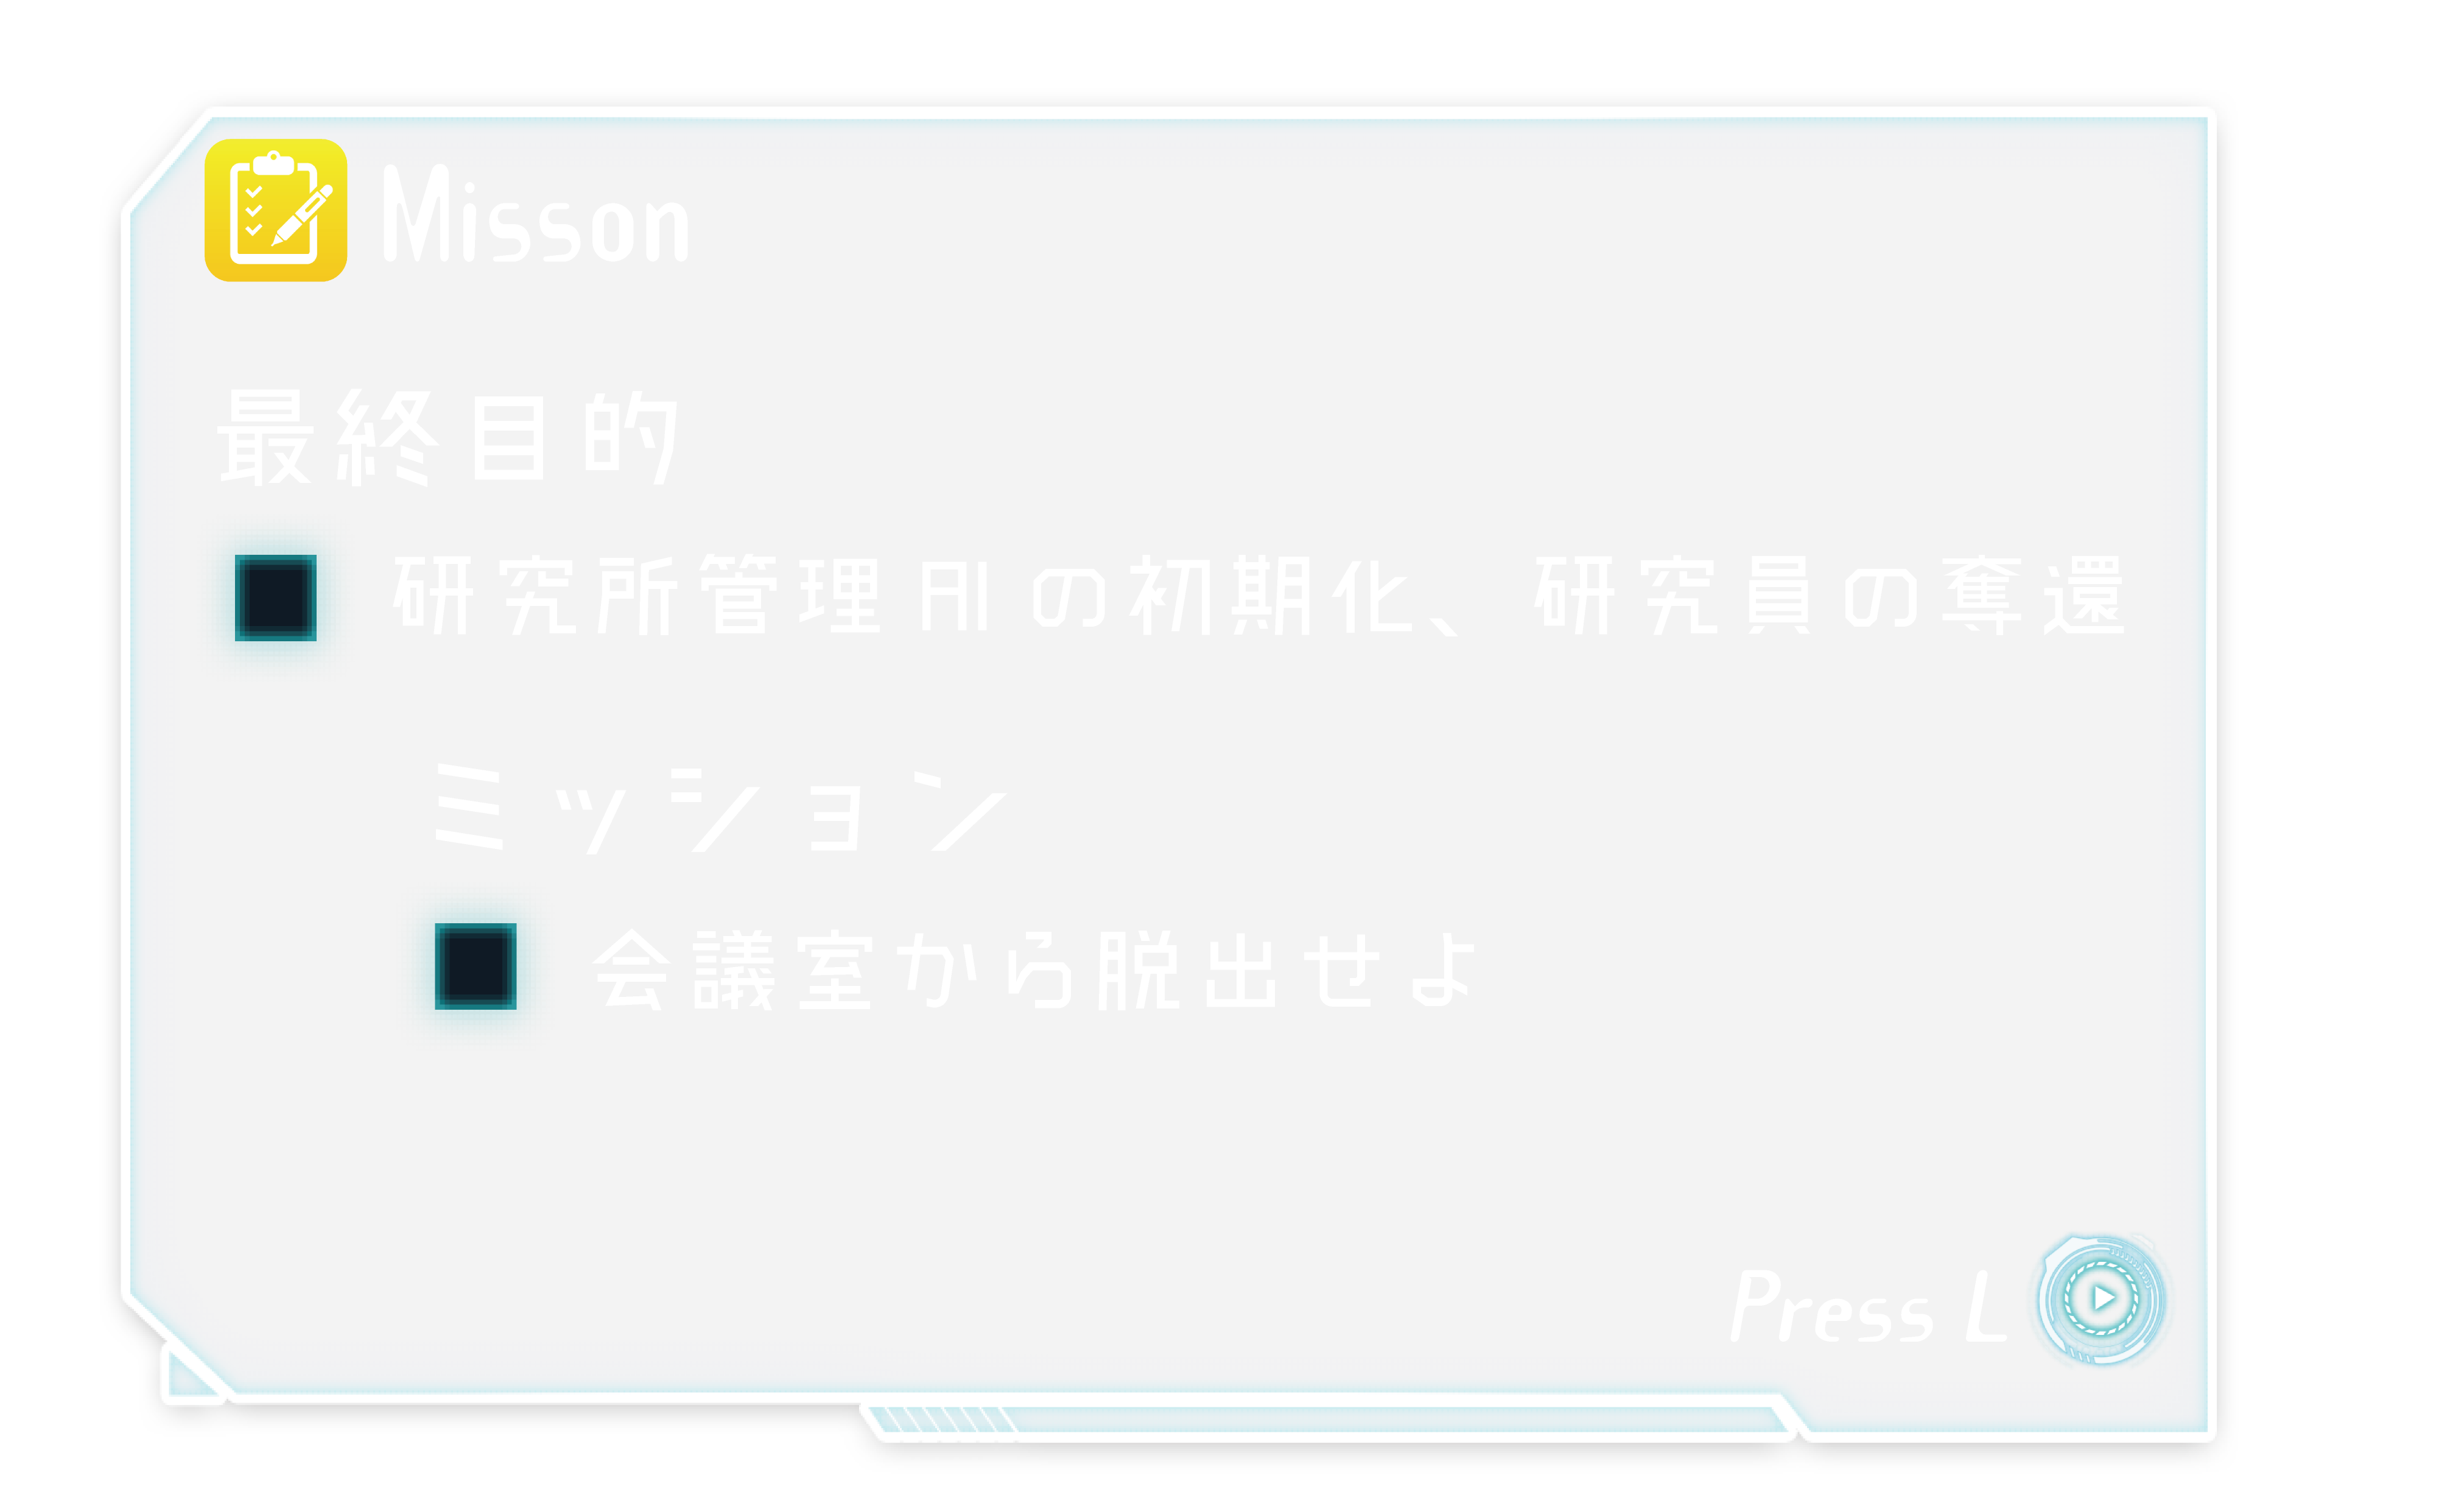 Misson
最終目的
研究所管理AIの初期化、研究員の奪還
ミッション
会議室から脱出せよ
Press L